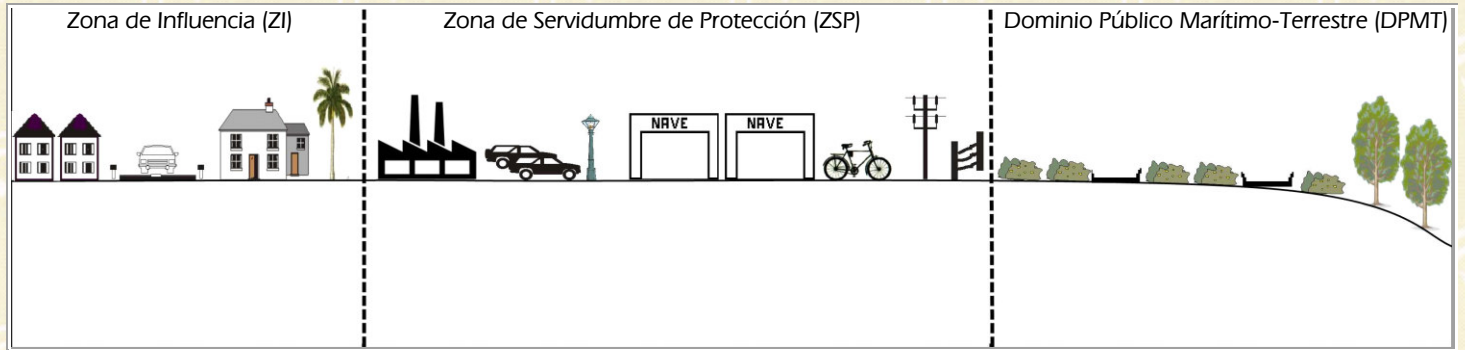 Zona de Influencia (ZI)
Zona de Servidumbre de Protección (ZSP)
Dominio Público Marítimo-Terrestre (DPMT)
NAVE
NAVE